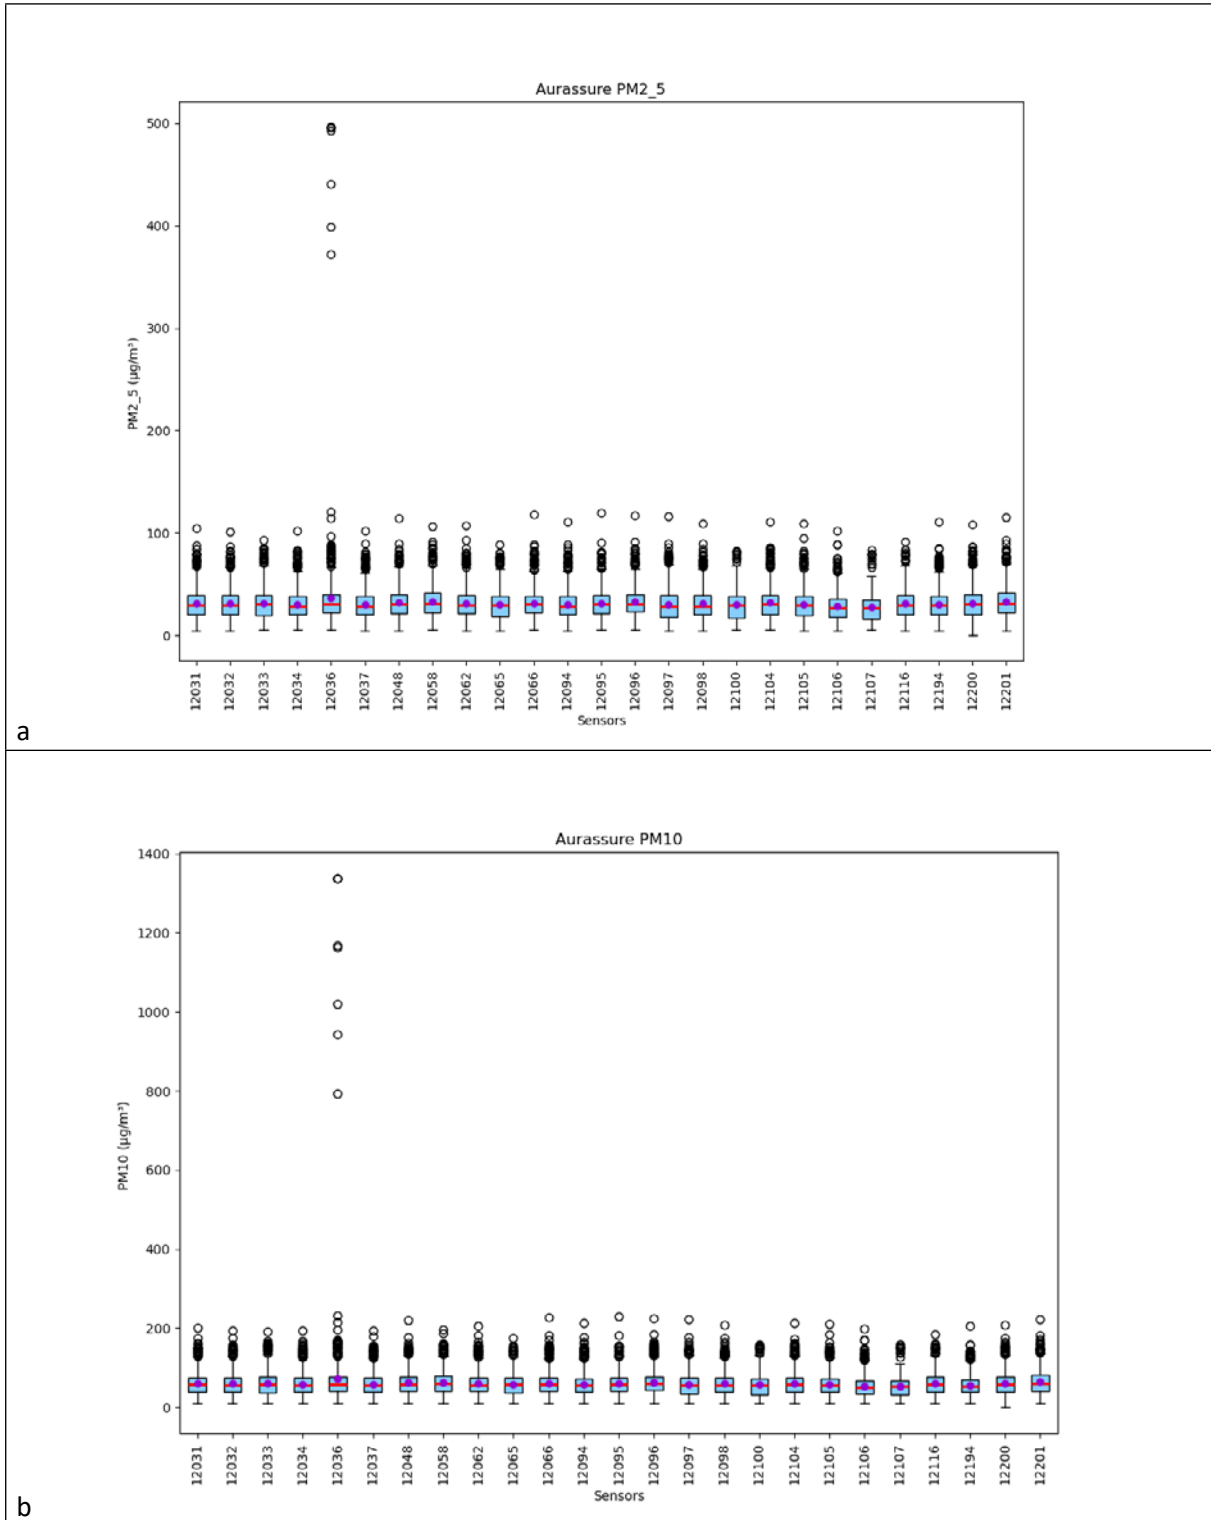 Aurassure PM2_5
500
400
300
200
100
0
PM2_5 (μg/m³)
12031 12032 12033 12034 12036 12037 12048 12058 12062 12065 12066 12094 12095 12096 12097 12098 12100 12104 12105 12106 12107 12116 12194 12200 12201
Sensors
a
Aurassure PM10
1400
1200
1000
800
600
400
200
0
PM10 (μg/m³)
12031 12032 12033 12034 12036 12037 12048 12058 12062 12065 12066 12094 12095 12096 12097 12098 12100 12104 12105 12106 12107 12116 12194 12200 12201
Sensors
b